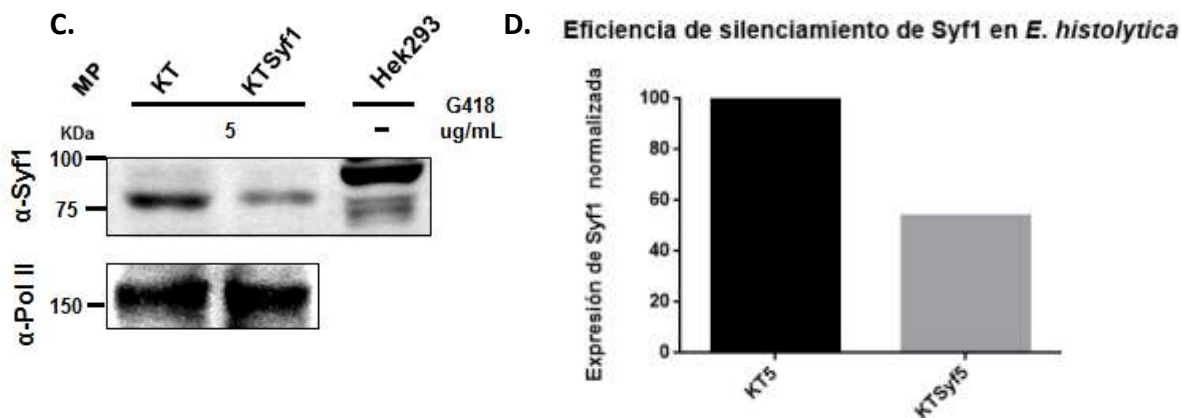 C.
MP
KT
KTSyf1
Hek293
G418
ug/mL
5
-
KDa
100
75
α-Syf1
150
α-Pol II
D.
Eficiencia de silenciamiento de Syf1 en E. histolytica
Expresión de Syf1 normalizada
100
80
60
40
20
0
KT5
KTSyf5